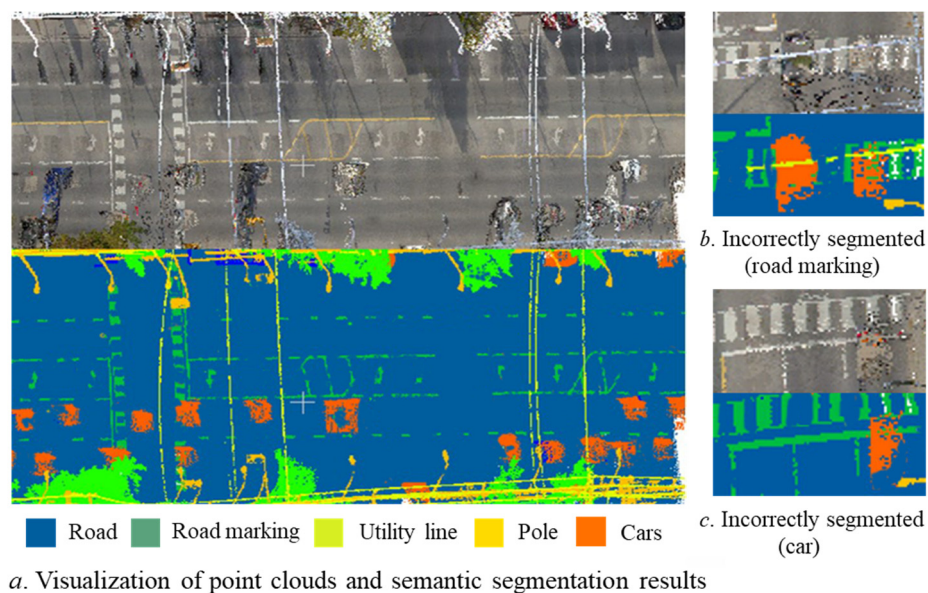 b. Incorrectly segmented
(road marking)
Road
Road marking
Utility line
Pole
Cars
c. Incorrectly segmented
(car)
a. Visualization of point clouds and semantic segmentation results